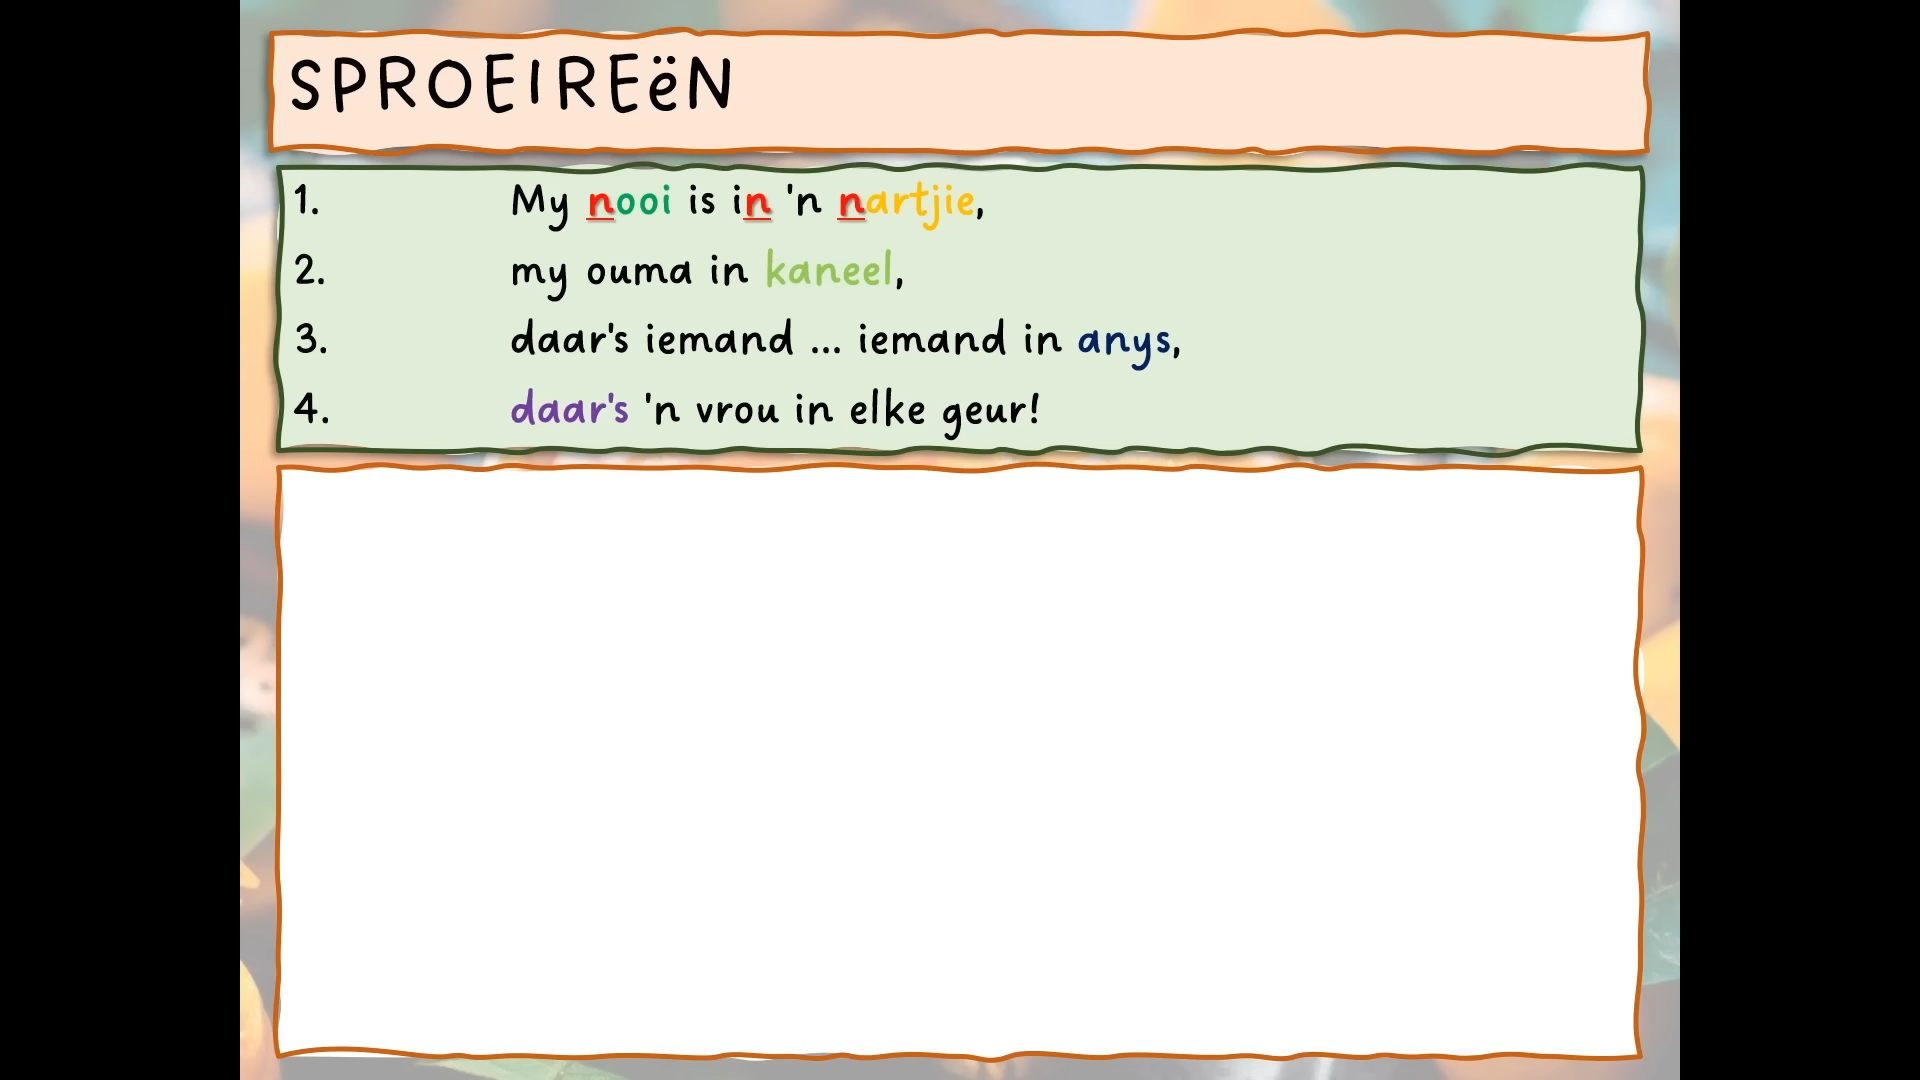 SPROEIREëN
1. My nooi is in 'n nartjie,
2. my ouma in kaneel,
3. daar's iemand ... iemand in anys,
4. daar's 'n vrou in elke geur!